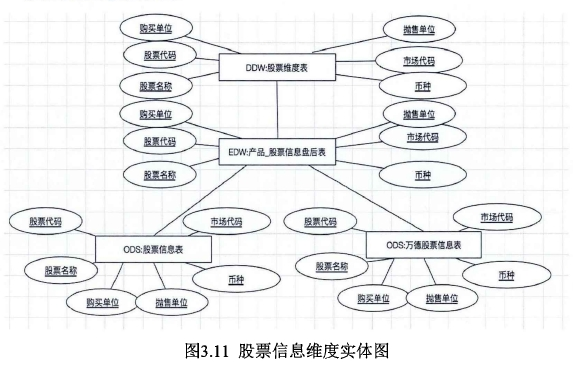 购买单位
抛售单位
股票代码
市场代码
DDW:股票维度表
股票名称
币种
购买单位
抛售单位
股票代码
市场代码
EDW:产品_股票信息盘后表
股票名称
币种
股票代码
市场代码
股票代码
市场代码
ODS:股票信息表
ODS:万德股票信息表
股票名称
币种
股票名称
币种
购买单位
抛售单位
购买单位
抛售单位
图3.11 股票信息维度实体图